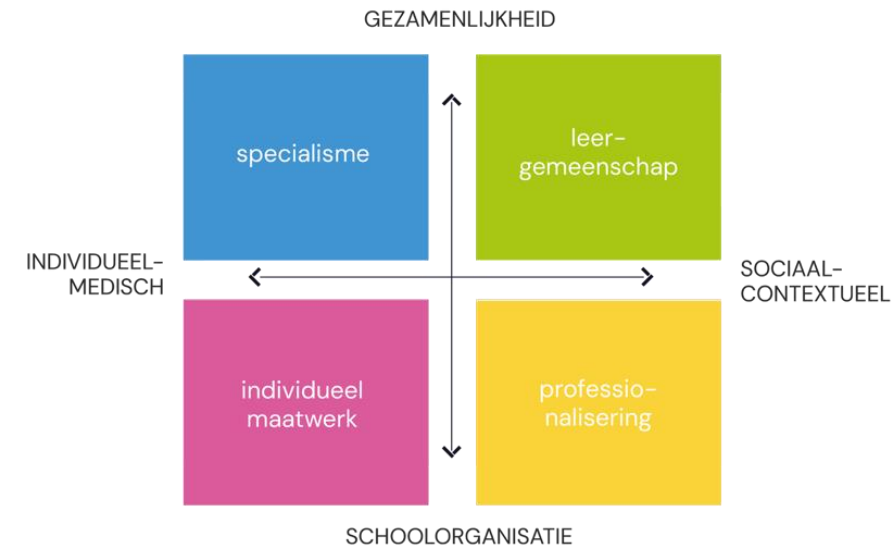 GEZAMENLIJKHEID
specialisme
leer-
gemeenschap
INDIVIDUEEL-
MEDISCH
SOCIAAL-
CONTEXTUEEL
individueel
maatwerk
professio-
nalisering
SCHOOLORGANISATIE